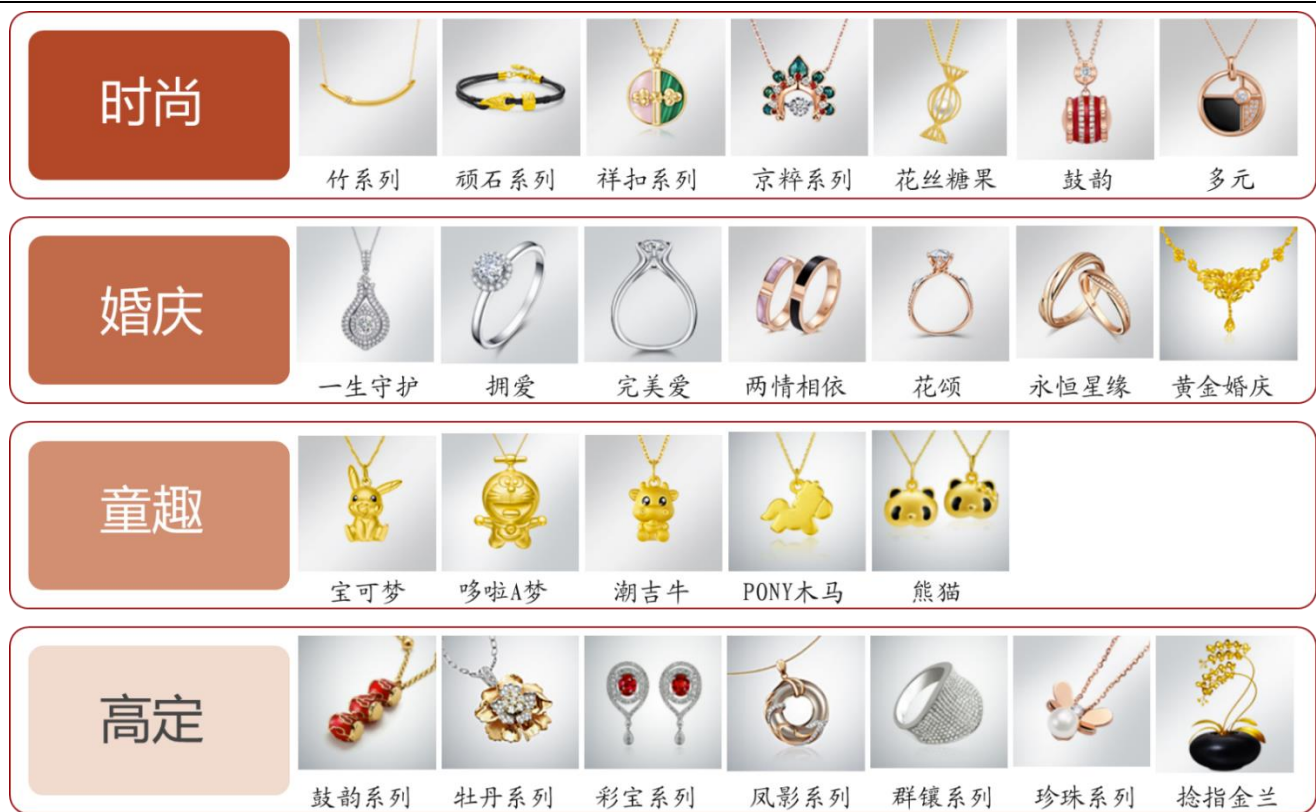 时尚
竹系列 顽石系列 祥扣系列 京粹系列 花丝糖果 鼓韵 多元
婚庆
一生守护 拥爱 完美爱 两情相依 花颂 永恒星缘 黄金婚庆
童趣
宝可梦 哆啦A梦 潮吉牛 PONY木马 熊猫
高定
鼓韵系列 牡丹系列 彩宝系列 凤影系列 群镶系列 珍珠系列 捻指金兰